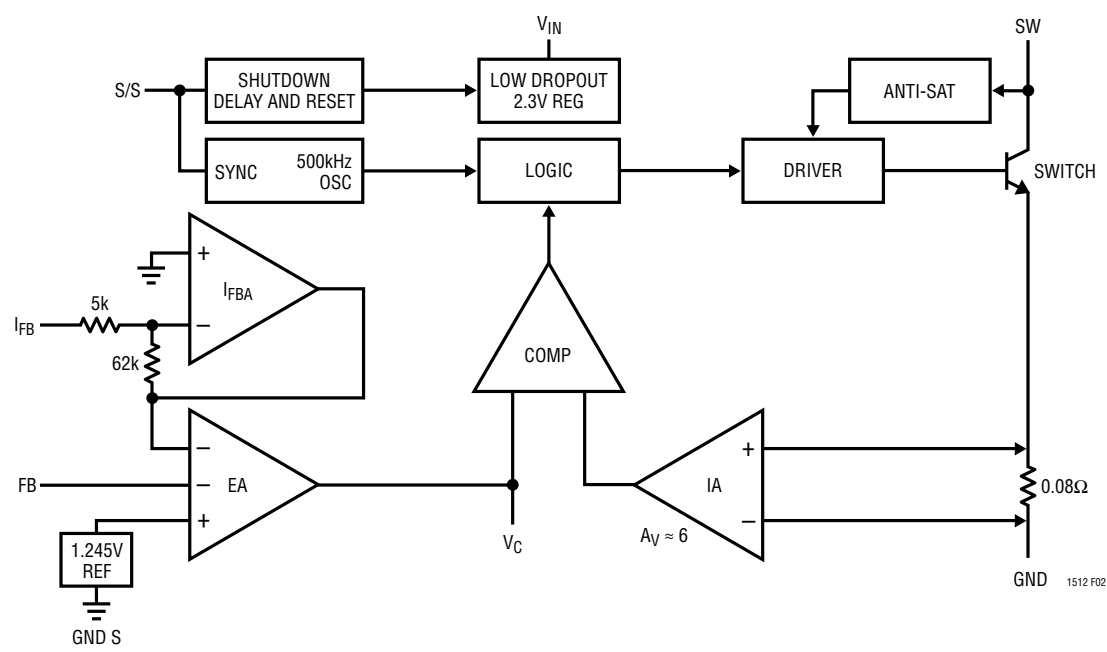 V_IN
SW
S/S
SHUTDOWN
DELAY AND RESET
LOW DROPOUT
2.3V REG
ANTI-SAT
SYNC
500kHz
OSC
LOGIC
DRIVER
SWITCH
+
I_FBA
–
I_FB
5k
62k
COMP
–
FB
–
EA
+
1.245V
REF
GND S
V_C
+
IA
–
A_V ≈ 6
0.08Ω
GND
1512 F02